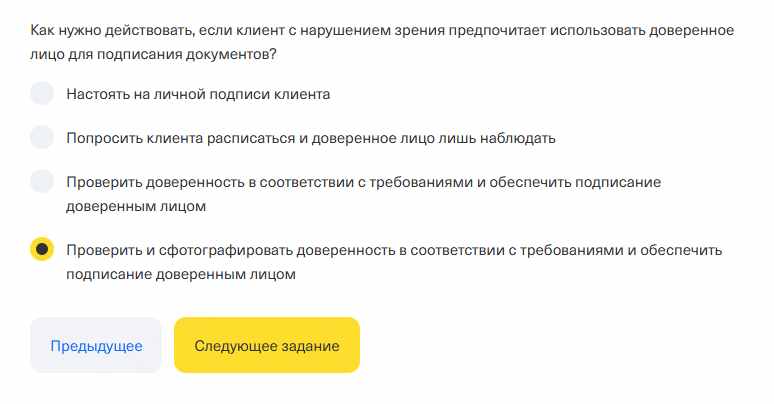 Как нужно действовать, если клиент с нарушением зрения предпочитает использовать доверенное
лицо для подписания документов?
Настоять на личной подписи клиента
Попросить клиента расписаться и доверенное лицо лишь наблюдать
Проверить доверенность в соответствии с требованиями и обеспечить подписание
доверенным лицом
Проверить и сфотографировать доверенность в соответствии с требованиями и обеспечить
подписание доверенным лицом
Предыдущее
Следующее задание